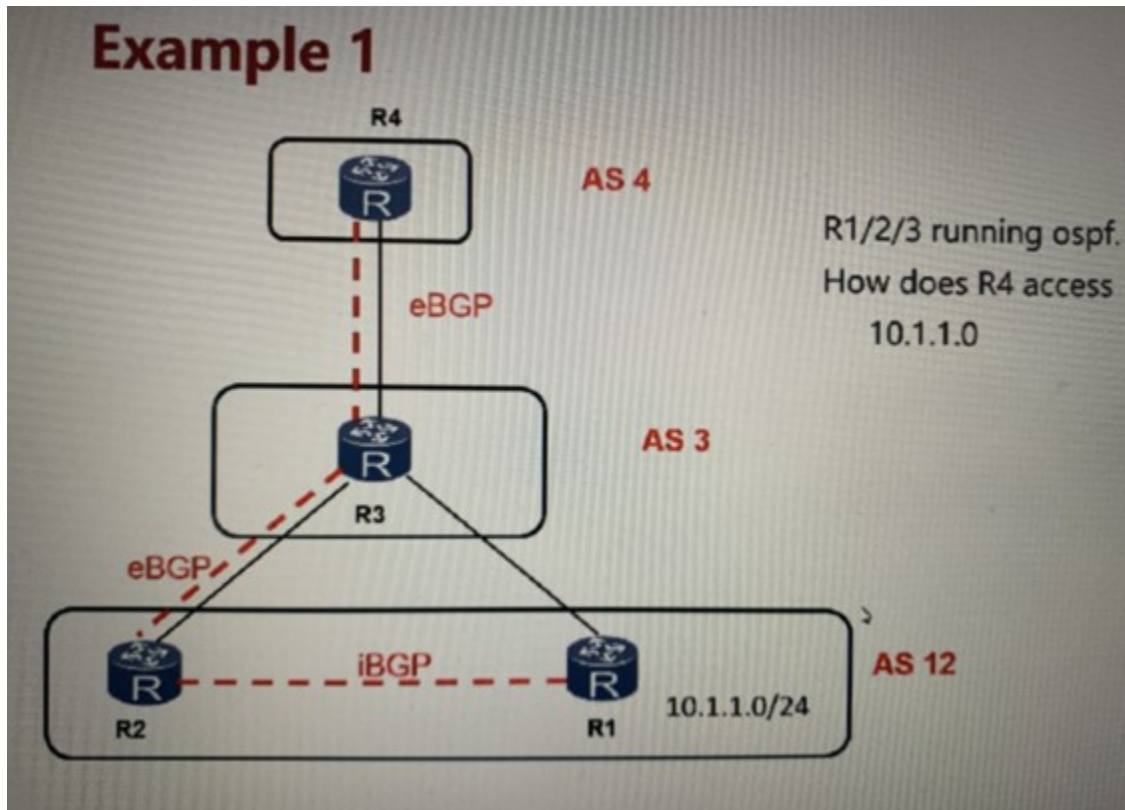 Example 1
R4
R
AS 4
R1/2/3 running ospf.
How does R4 access
10.1.1.0
eBGP
R
AS 3
R3
eBGP
R
iBGP
R
AS 12
R2
R1
10.1.1.0/24